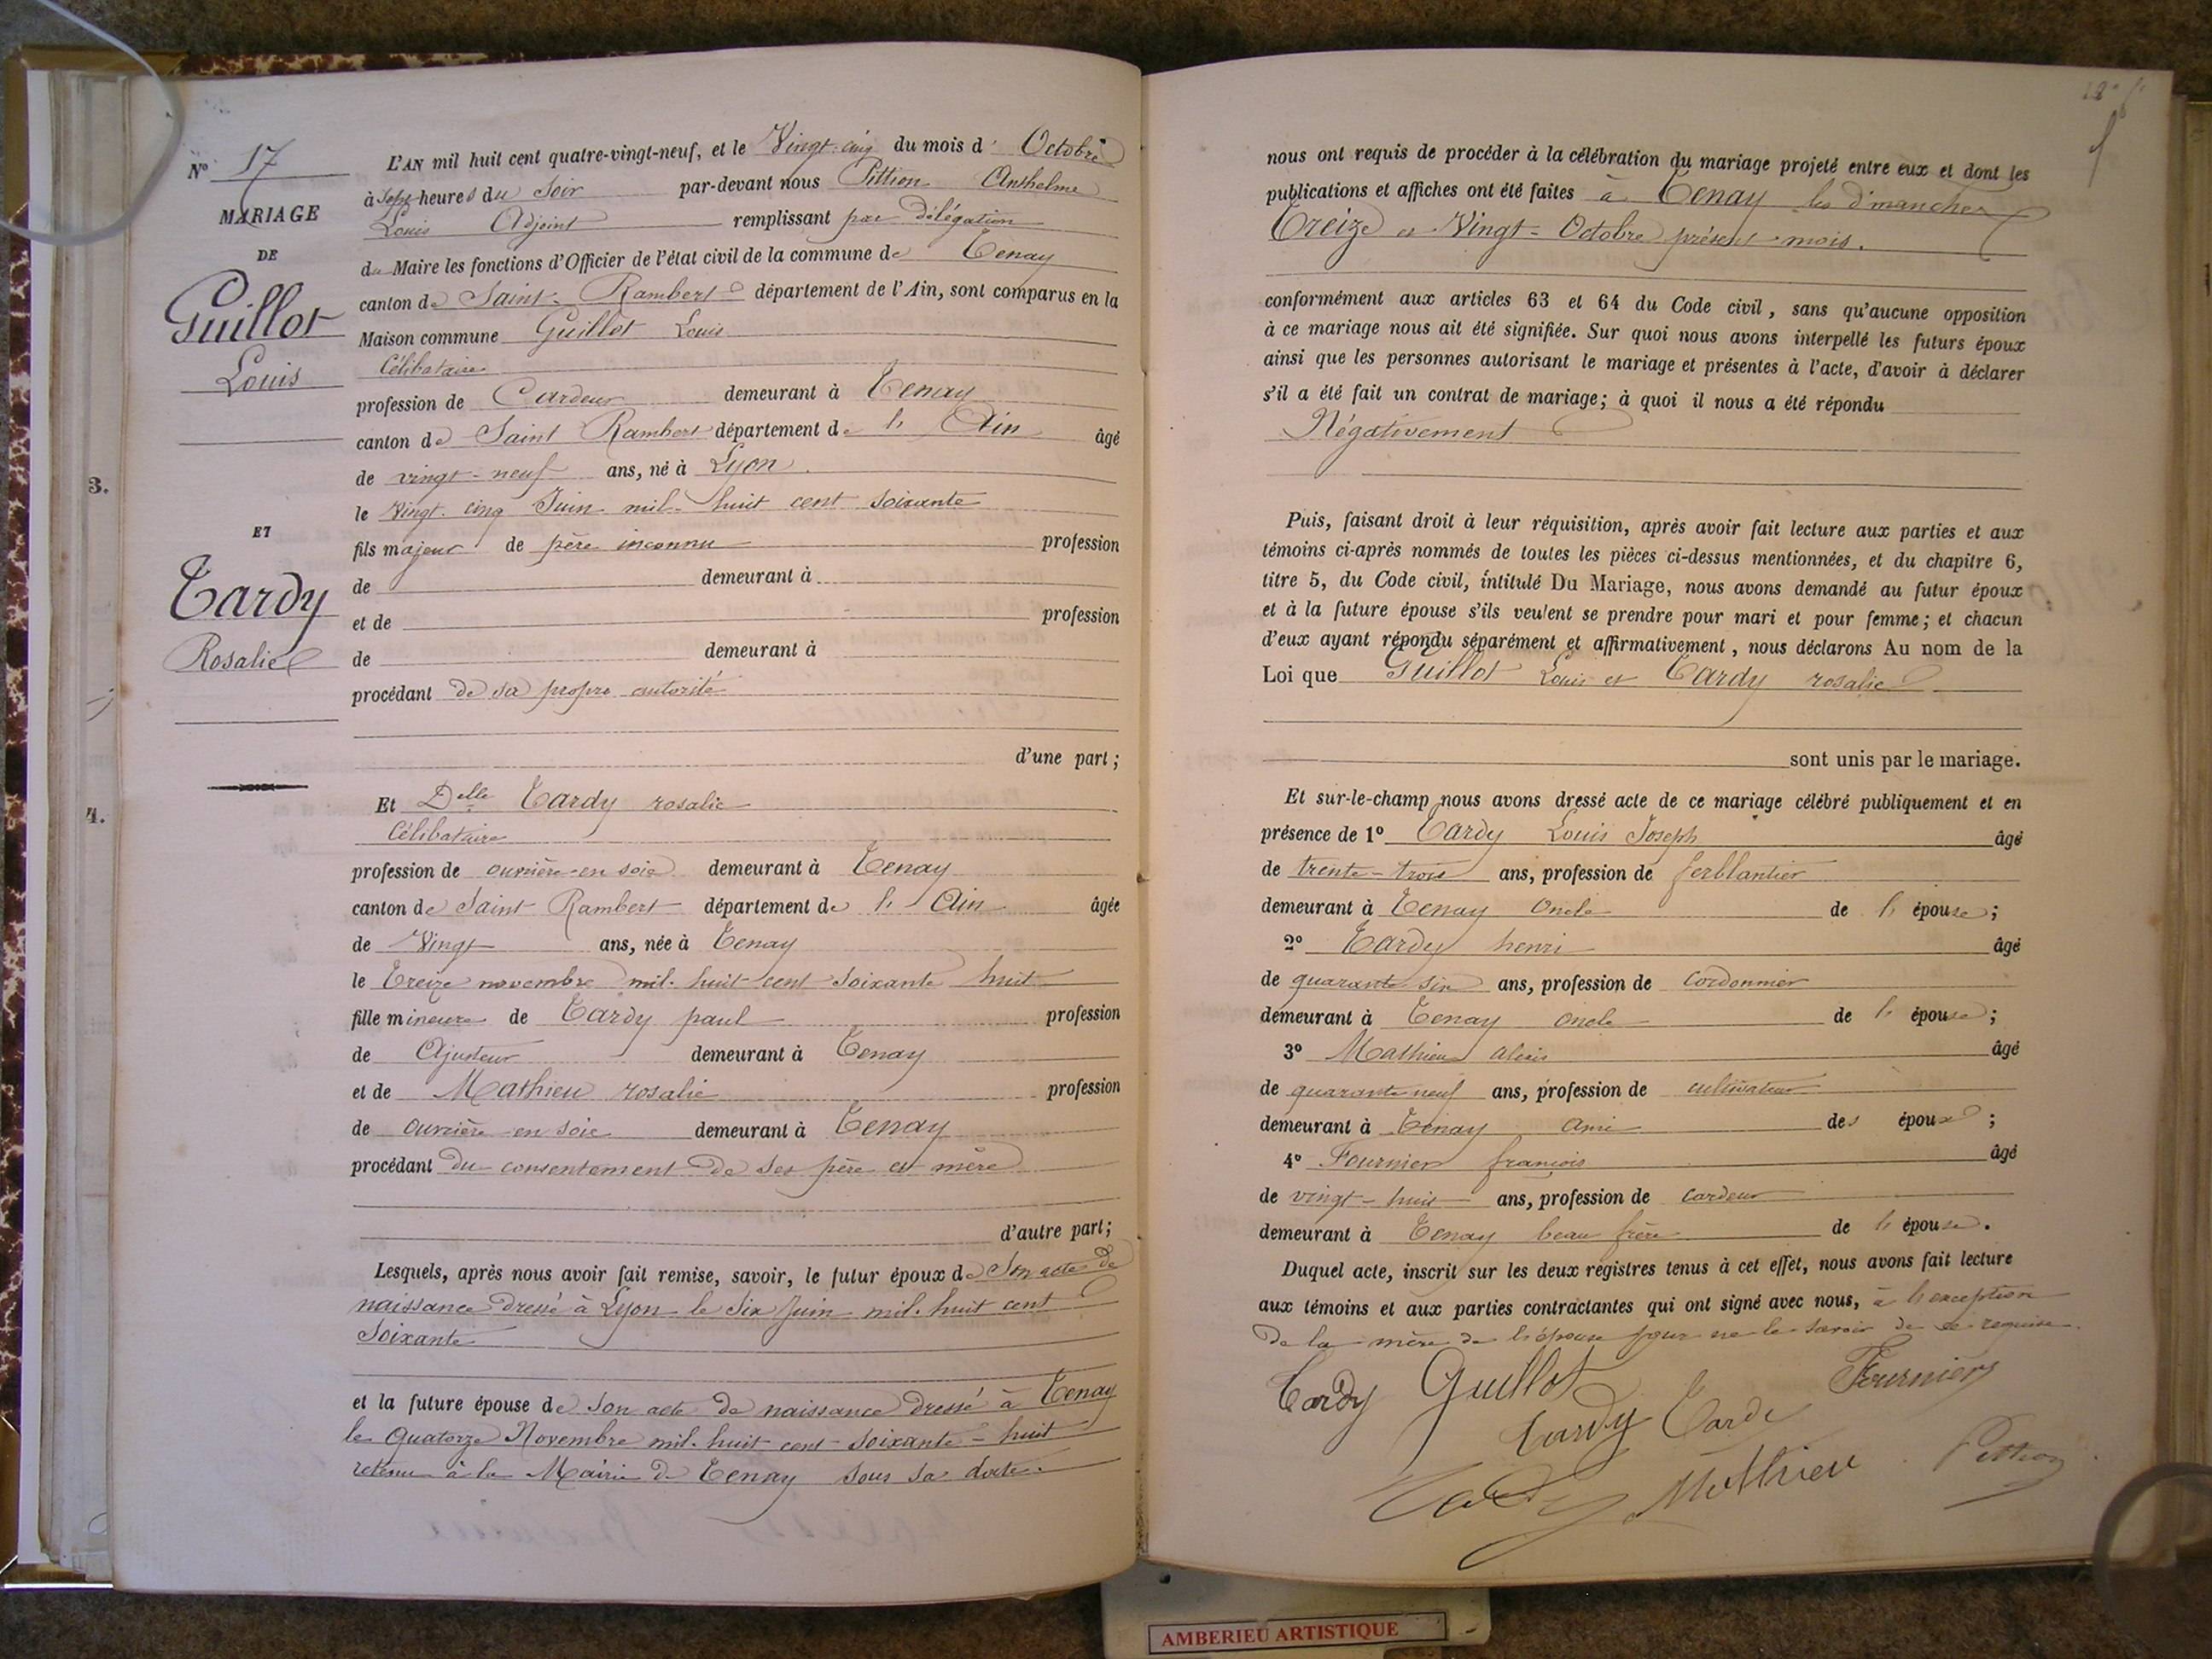 Nº 17
MARIAGE
DE
Guillot
Louis
ET
Tardy
Rosalie
3.
4.
L'AN mil huit cent quatre-vingt-neuf, et le Vingt-cinq du mois d' Octobre
à Sept heures du Soir par-devant nous Pittion Anthelme
Louis Adjoint remplissant par délégation
du Maire les fonctions d'Officier de l'état civil de la commune de Tenay
canton de Saint-Rambert département de l'Ain, sont comparus en la
Maison commune Guillot Louis
Célibataire
profession de Cardeur demeurant à Tenay
canton de Saint Rambert département de l'Ain âgé
de vingt-neuf ans, né à Lyon.
le Vingt-cinq Juin mil-huit cent soixante
fils majeur de père inconnu profession
de demeurant à
et de profession
de demeurant à
procédant de sa propre autorité
d'une part ;
Et Delle Tardy rosalie
Célibataire
profession de ouvrière-en soie demeurant à Tenay
canton de Saint Rambert département de l'Ain âgée
de Vingt ans, née à Tenay
le Treize novembre mil-huit-cent-soixante huit
fille mineure de Tardy paul profession
de Ajusteur demeurant à Tenay
et de Mathieu rosalie profession
de ouvrière-en soie demeurant à Tenay
procédant du consentement de ses père et mère
d'autre part ;
Lesquels, après nous avoir fait remise, savoir, le futur époux de Son acte de
naissance dressé à Lyon le Six Juin mil-huit cent
Soixante
et la future épouse de son acte de naissance dressé à Tenay
le Quatorze Novembre mil-huit-cent-soixante-huit
retenu à la Mairie de Tenay sous sa date.
nous ont requis de procéder à la célébration du mariage projeté entre eux et dont les
publications et affiches ont été faites à Tenay les dimanches
Treize et Vingt-Octobre présent-mois.
conformément aux articles 63 et 64 du Code civil, sans qu'aucune opposition
à ce mariage nous ait été signifiée. Sur quoi nous avons interpellé les futurs époux
ainsi que les personnes autorisant le mariage et présentes à l'acte, d'avoir à déclarer
s'il a été fait un contrat de mariage ; à quoi il nous a été répondu
Négativement
Puis, faisant droit à leur réquisition, après avoir fait lecture aux parties et aux
témoins ci-après nommés de toutes les pièces ci-dessus mentionnées, et du chapitre 6,
titre 5, du Code civil, intitulé Du Mariage, nous avons demandé au futur époux
et à la future épouse s'ils veulent se prendre pour mari et pour femme ; et chacun
d'eux ayant répondu séparément et affirmativement, nous déclarons Au nom de la
Loi que Guillot Louis et Tardy rosalie
sont unis par le mariage.
Et sur-le-champ nous avons dressé acte de ce mariage célébré publiquement et en
présence de 1º Tardy Louis Joseph âgé
de trente-trois ans, profession de ferblantier
demeurant à Tenay Oncle de l'épouse ;
2º Tardy henri âgé
de quarante six ans, profession de Cordonnier
demeurant à Tenay oncle de l'épouse ;
3º Mathieu alexis âgé
de quarante neuf ans, profession de cultivateur
demeurant à Tenay Ami des époux ;
4º Fournier françois âgé
de vingt-huit ans, profession de cardeur
demeurant à Tenay beau frère de l'épouse.
Duquel acte, inscrit sur les deux registres tenus à cet effet, nous avons fait lecture
aux témoins et aux parties contractantes qui ont signé avec nous, à l'exception
de la mère de l'épouse pour ne le savoir de ce requise.
Tardy Guillot Fournier
Tardy Tardy
Tardy Mathieu Pittion
AMBERIEU ARTISTIQUE